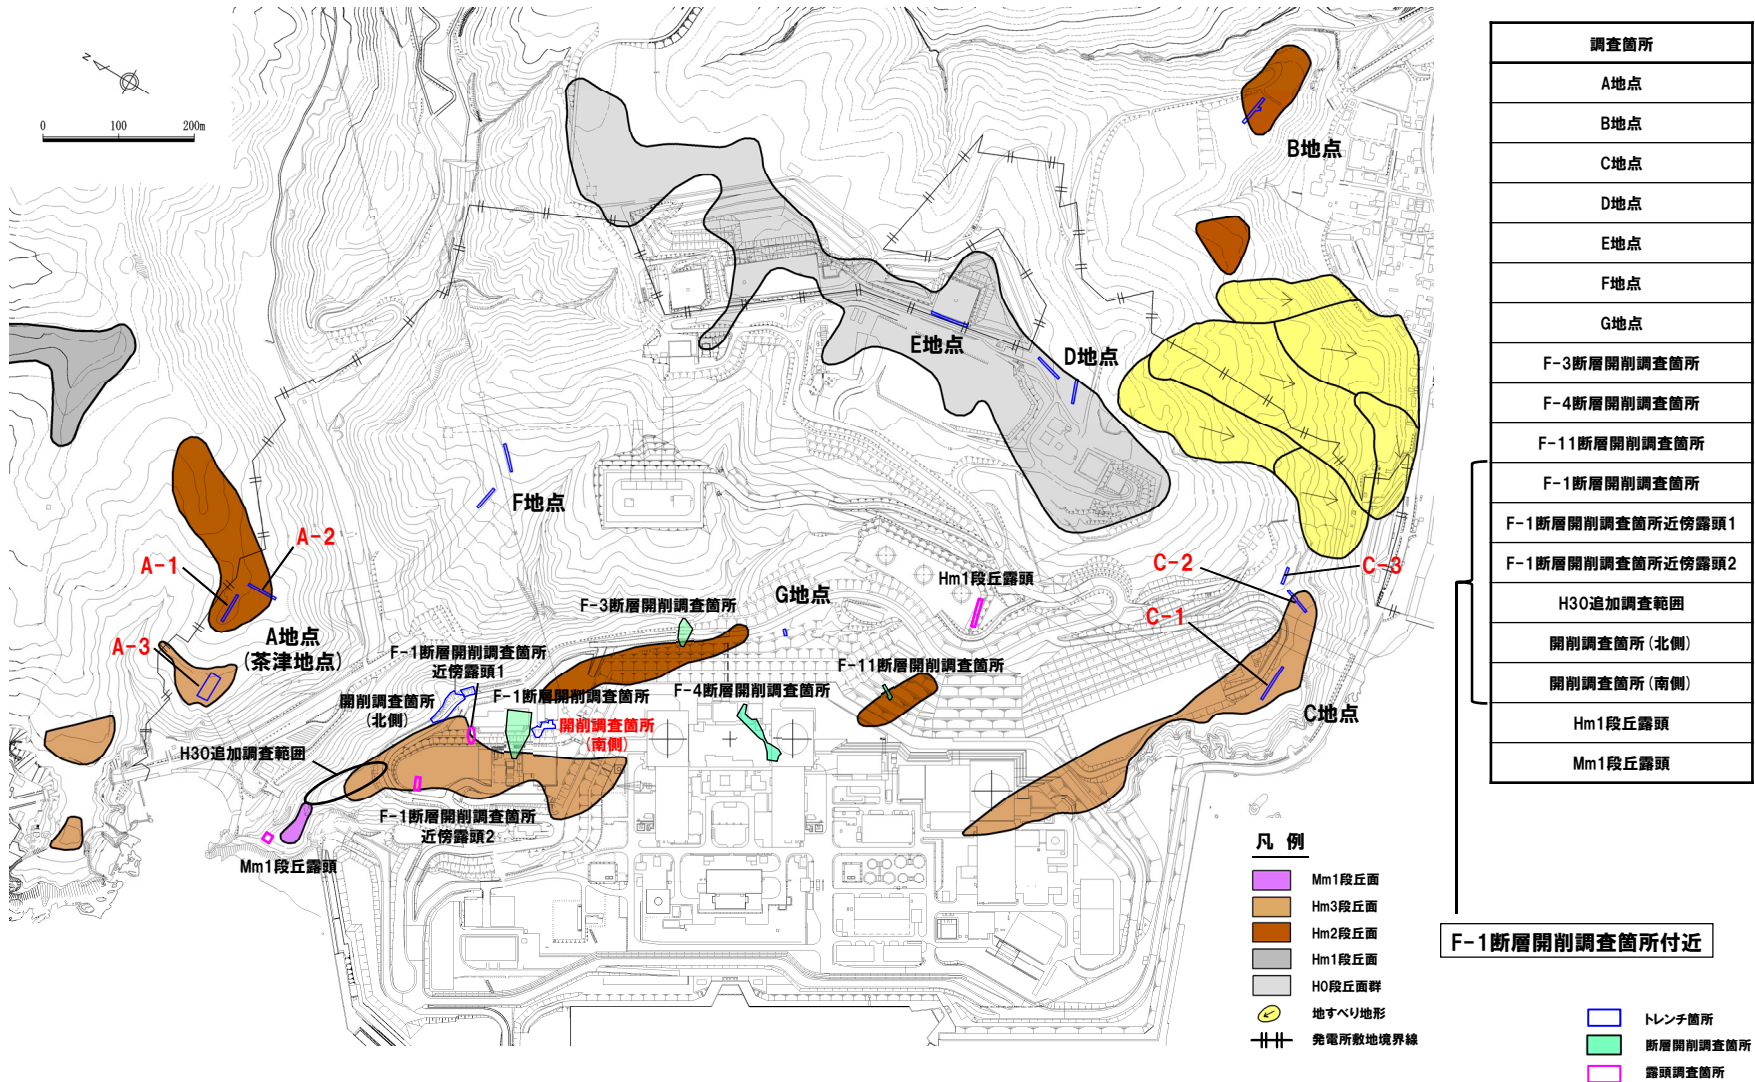 N
0 100 200m
B地点
E地点
D地点
F地点
A-2
A-1
A-3
A地点
(茶津地点)
C-2
C-3
C-1
Hm1段丘露頭
G地点
F-3断層開削調査箇所
F-1断層開削調査箇所
近傍露頭1
F-1断層開削調査箇所
F-4断層開削調査箇所
F-11断層開削調査箇所
開削調査箇所
(北側)
開削調査箇所
(南側)
C地点
H30追加調査範囲
F-1断層開削調査箇所
近傍露頭2
Mm1段丘露頭
凡 例
Mm1段丘面
Hm3段丘面
Hm2段丘面
Hm1段丘面
H0段丘面群
地すべり地形
発電所敷地境界線
調査箇所
A地点
B地点
C地点
D地点
E地点
F地点
G地点
F-3断層開削調査箇所
F-4断層開削調査箇所
F-11断層開削調査箇所
F-1断層開削調査箇所
F-1断層開削調査箇所近傍露頭1
F-1断層開削調査箇所近傍露頭2
H30追加調査範囲
開削調査箇所(北側)
開削調査箇所(南側)
Hm1段丘露頭
Mm1段丘露頭
F-1断層開削調査箇所付近
トレンチ箇所
断層開削調査箇所
露頭調査箇所